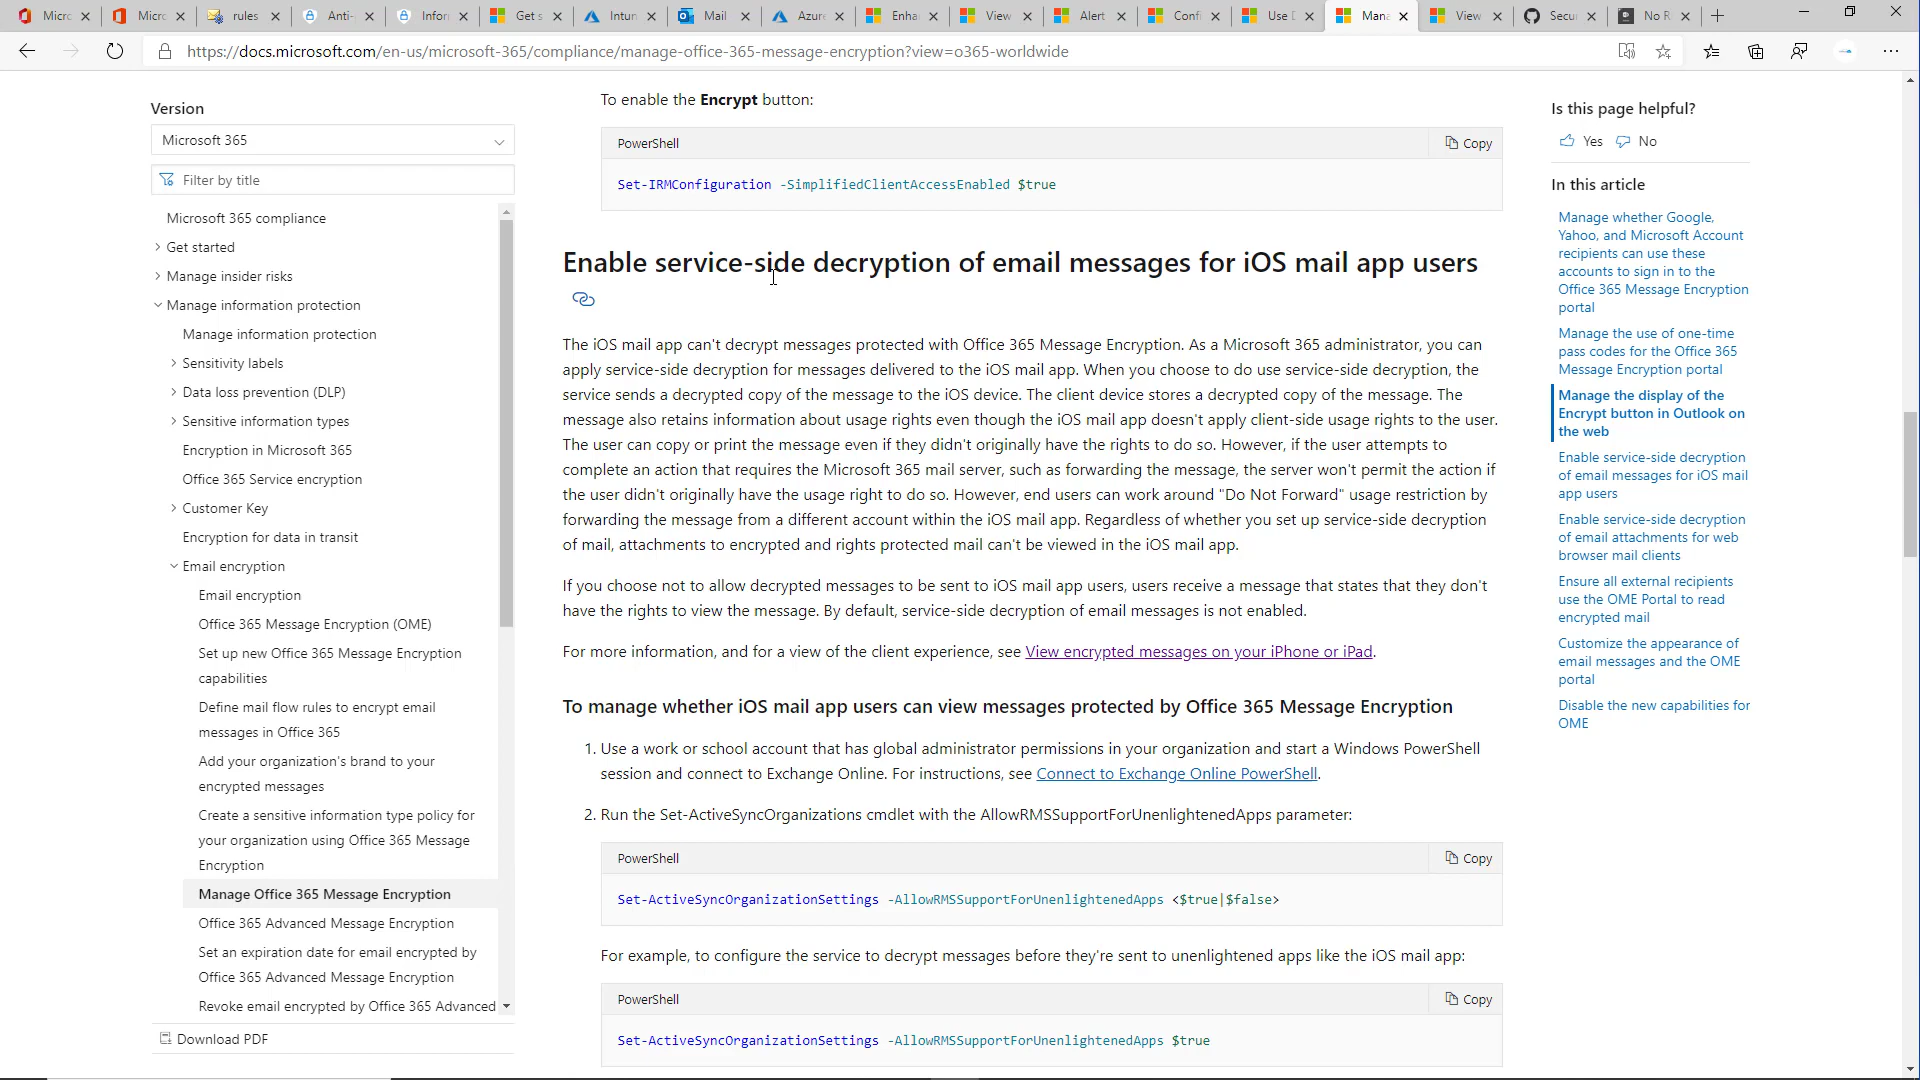 Micro
Micro
rules
Anti-
Infor
Get s
Intun
Mail
Azure
Enha
View
Alert
Confi
Use D
Mana
View
Secu
No R
https://docs.microsoft.com/en-us/microsoft-365/compliance/manage-office-365-message-encryption?view=o365-worldwide
Version
Microsoft 365
Filter by title
Microsoft 365 compliance
Get started
Manage insider risks
Manage information protection
Manage information protection
Sensitivity labels
Data loss prevention (DLP)
Sensitive information types
Encryption in Microsoft 365
Office 365 Service encryption
Customer Key
Encryption for data in transit
Email encryption
Email encryption
Office 365 Message Encryption (OME)
Set up new Office 365 Message Encryption
capabilities
Define mail flow rules to encrypt email
messages in Office 365
Add your organization's brand to your
encrypted messages
Create a sensitive information type policy for
your organization using Office 365 Message
Encryption
Manage Office 365 Message Encryption
Office 365 Advanced Message Encryption
Set an expiration date for email encrypted by
Office 365 Advanced Message Encryption
Revoke email encrypted by Office 365 Advanced
Download PDF
To enable the Encrypt button:
PowerShell
Copy
Set-IRMConfiguration -SimplifiedClientAccessEnabled $true
Enable service-side decryption of email messages for iOS mail app users
The iOS mail app can't decrypt messages protected with Office 365 Message Encryption. As a Microsoft 365 administrator, you can
apply service-side decryption for messages delivered to the iOS mail app. When you choose to do use service-side decryption, the
service sends a decrypted copy of the message to the iOS device. The client device stores a decrypted copy of the message. The
message also retains information about usage rights even though the iOS mail app doesn't apply client-side usage rights to the user.
The user can copy or print the message even if they didn't originally have the rights to do so. However, if the user attempts to
complete an action that requires the Microsoft 365 mail server, such as forwarding the message, the server won't permit the action if
the user didn't originally have the usage right to do so. However, end users can work around "Do Not Forward" usage restriction by
forwarding the message from a different account within the iOS mail app. Regardless of whether you set up service-side decryption
of mail, attachments to encrypted and rights protected mail can't be viewed in the iOS mail app.
If you choose not to allow decrypted messages to be sent to iOS mail app users, users receive a message that states that they don't
have the rights to view the message. By default, service-side decryption of email messages is not enabled.
For more information, and for a view of the client experience, see View encrypted messages on your iPhone or iPad.
To manage whether iOS mail app users can view messages protected by Office 365 Message Encryption
1. Use a work or school account that has global administrator permissions in your organization and start a Windows PowerShell
session and connect to Exchange Online. For instructions, see Connect to Exchange Online PowerShell.
2. Run the Set-ActiveSyncOrganizations cmdlet with the AllowRMSSupportForUnenlightenedApps parameter:
PowerShell
Copy
Set-ActiveSyncOrganizationSettings -AllowRMSSupportForUnenlightenedApps <$true|$false>
For example, to configure the service to decrypt messages before they're sent to unenlightened apps like the iOS mail app:
PowerShell
Copy
Set-ActiveSyncOrganizationSettings -AllowRMSSupportForUnenlightenedApps $true
Is this page helpful?
Yes
No
In this article
Manage whether Google,
Yahoo, and Microsoft Account
recipients can use these
accounts to sign in to the
Office 365 Message Encryption
portal
Manage the use of one-time
pass codes for the Office 365
Message Encryption portal
Manage the display of the
Encrypt button in Outlook on
the web
Enable service-side decryption
of email messages for iOS mail
app users
Enable service-side decryption
of email attachments for web
browser mail clients
Ensure all external recipients
use the OME Portal to read
encrypted mail
Customize the appearance of
email messages and the OME
portal
Disable the new capabilities for
OME